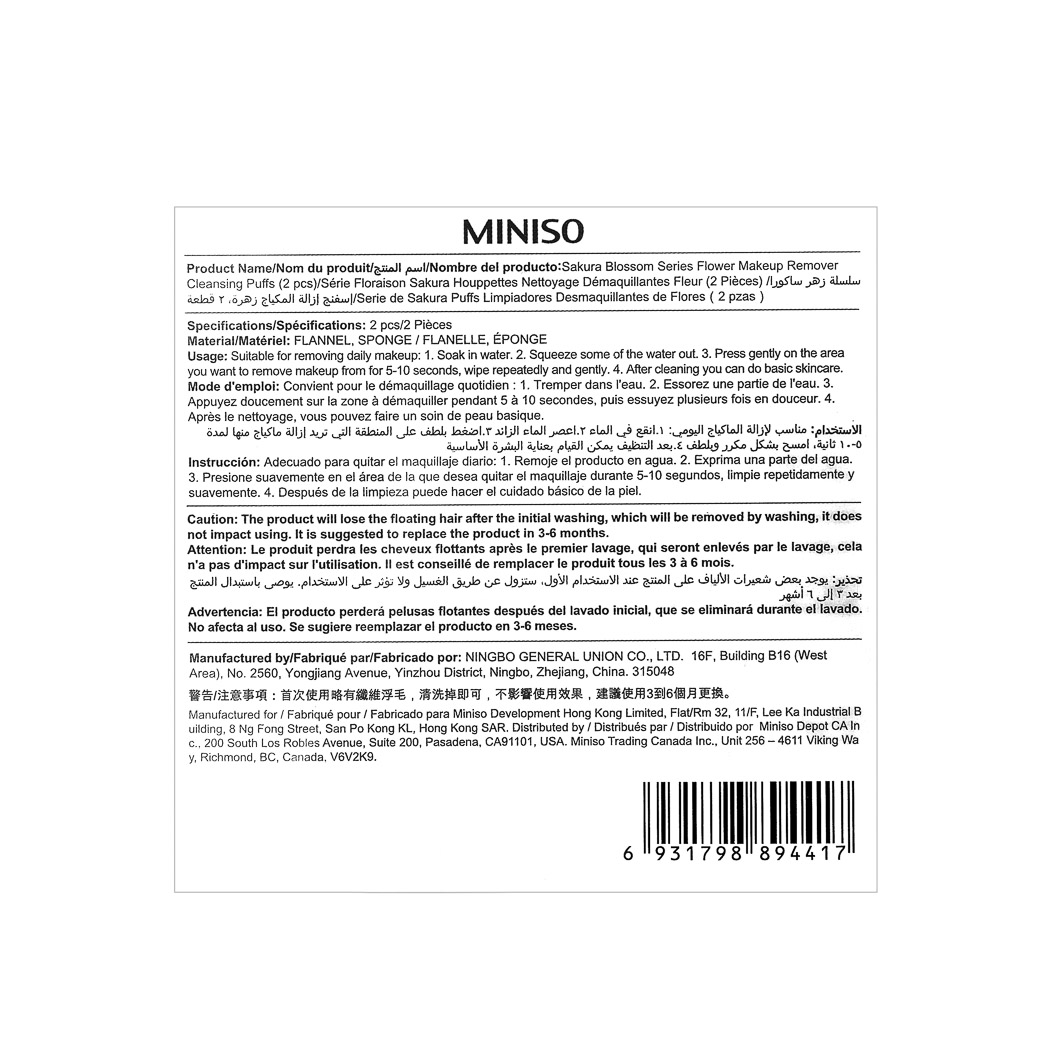 MINISO
Product Name/Nom du produit/اسم المنتج/Nombre del producto:Sakura Blossom Series Flower Makeup Remover
Cleansing Puffs (2 pcs)/Série Floraison Sakura Houppettes Nettoyage Démaquillantes Fleur (2 Pièces) /سلسلة زهر ساكورا
إسفنج إزالة المكياج زهرة، ٢ قطعة/Serie de Sakura Puffs Limpiadores Desmaquillantes de Flores ( 2 pzas )
Specifications/Spécifications: 2 pcs/2 Pièces
Material/Matériel: FLANNEL, SPONGE / FLANELLE, ÉPONGE
Usage: Suitable for removing daily makeup: 1. Soak in water. 2. Squeeze some of the water out. 3. Press gently on the area
you want to remove makeup from for 5-10 seconds, wipe repeatedly and gently. 4. After cleaning you can do basic skincare.
Mode d'emploi: Convient pour le démaquillage quotidien : 1. Tremper dans l'eau. 2. Essorez une partie de l'eau. 3.
Appuyez doucement sur la zone à démaquiller pendant 5 à 10 secondes, puis essuyez plusieurs fois en douceur. 4.
Après le nettoyage, vous pouvez faire un soin de peau basique.
الاستخدام: مناسب لإزالة الماكياج اليومي: ١.انقع في الماء ٢.اعصر الماء الزائد ٣.اضغط بلطف على المنطقة التي تريد إزالة ماكياج منها لمدة
٥-١٠ ثانية، امسح بشكل مكرر وبلطف ٤.بعد التنظيف يمكن القيام بعناية البشرة الأساسية
Instrucción: Adecuado para quitar el maquillaje diario: 1. Remoje el producto en agua. 2. Exprima una parte del agua.
3. Presione suavemente en el área de la que desea quitar el maquillaje durante 5-10 segundos, limpie repetidamente y
suavemente. 4. Después de la limpieza puede hacer el cuidado básico de la piel.
Caution: The product will lose the floating hair after the initial washing, which will be removed by washing, it does
not impact using. It is suggested to replace the product in 3-6 months.
Attention: Le produit perdra les cheveux flottants après le premier lavage, qui seront enlevés par le lavage, cela
n'a pas d'impact sur l'utilisation. Il est conseillé de remplacer le produit tous les 3 à 6 mois.
تحذير: يوجد بعض شعيرات الألياف على المنتج عند الاستخدام الأول، ستزول عن طريق الغسيل ولا تؤثر على الاستخدام. يوصى باستبدال المنتج
بعد ٣ إلى ٦ أشهر
Advertencia: El producto perderá pelusas flotantes después del lavado inicial, que se eliminará durante el lavado.
No afecta al uso. Se sugiere reemplazar el producto en 3-6 meses.
Manufactured by/Fabriqué par/Fabricado por: NINGBO GENERAL UNION CO., LTD. 16F, Building B16 (West
Area), No. 2560, Yongjiang Avenue, Yinzhou District, Ningbo, Zhejiang, China. 315048
警告/注意事項：首次使用略有纖維浮毛，清洗掉即可，不影響使用效果，建議使用3到6個月更換。
Manufactured for / Fabriqué pour / Fabricado para Miniso Development Hong Kong Limited, Flat/Rm 32, 11/F, Lee Ka Industrial B
uilding, 8 Ng Fong Street, San Po Kong KL, Hong Kong SAR. Distributed by / Distribués par / Distribuido por Miniso Depot CA In
c., 200 South Los Robles Avenue, Suite 200, Pasadena, CA91101, USA. Miniso Trading Canada Inc., Unit 256 – 4611 Viking Wa
y, Richmond, BC, Canada, V6V2K9.
6 931798 894417